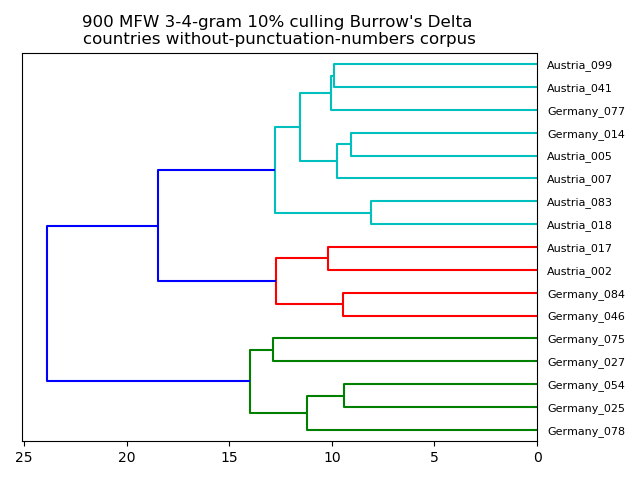 900 MFW 3-4-gram 10% culling Burrow's Delta
countries without-punctuation-numbers corpus
Austria_099
Austria_041
Germany_077
Germany_014
Austria_005
Austria_007
Austria_083
Austria_018
Austria_017
Austria_002
Germany_084
Germany_046
Germany_075
Germany_027
Germany_054
Germany_025
Germany_078
25 20 15 10 5 0